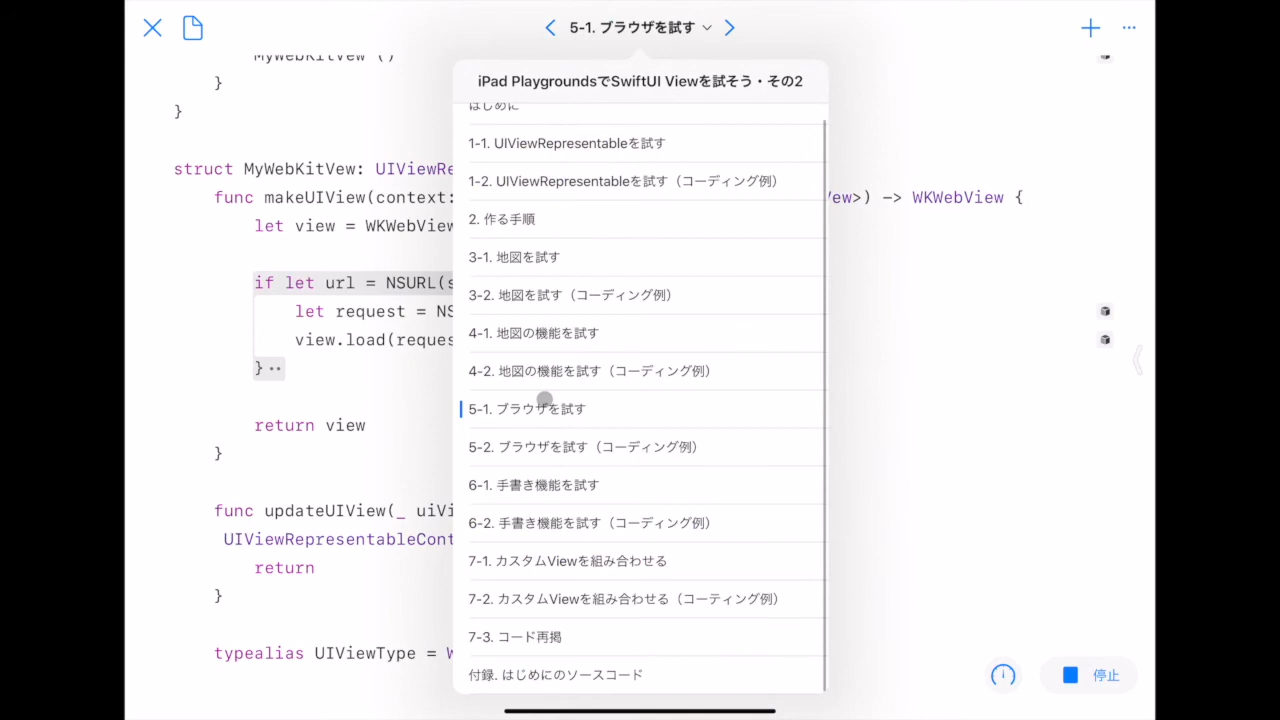 5-1. ブラウザを試す
iPad PlaygroundsでSwiftUI Viewを試そう・その2
はじめに
1-1. UIViewRepresentableを試す
1-2. UIViewRepresentableを試す（コーディング例）
2. 作る手順
3-1. 地図を試す
3-2. 地図を試す（コーディング例）
4-1. 地図の機能を試す
4-2. 地図の機能を試す（コーディング例）
5-1. ブラウザを試す
5-2. ブラウザを試す（コーディング例）
6-1. 手書き機能を試す
6-2. 手書き機能を試す（コーディング例）
7-1. カスタムViewを組み合わせる
7-2. カスタムViewを組み合わせる（コーティング例）
7-3. コード再掲
付録. はじめにのソースコード
MyWebKitVew ()
}
}
struct MyWebKitVew: UIViewRe
func makeUIView(context: View>) -> WKWebView {
let view = WKWebView
if let url = NSURL(s
let request = NS
view.load(reques
}
return view
}
func updateUIView(_ uiVi
UIViewRepresentableCont
return
}
typealias UIViewType = W
停止